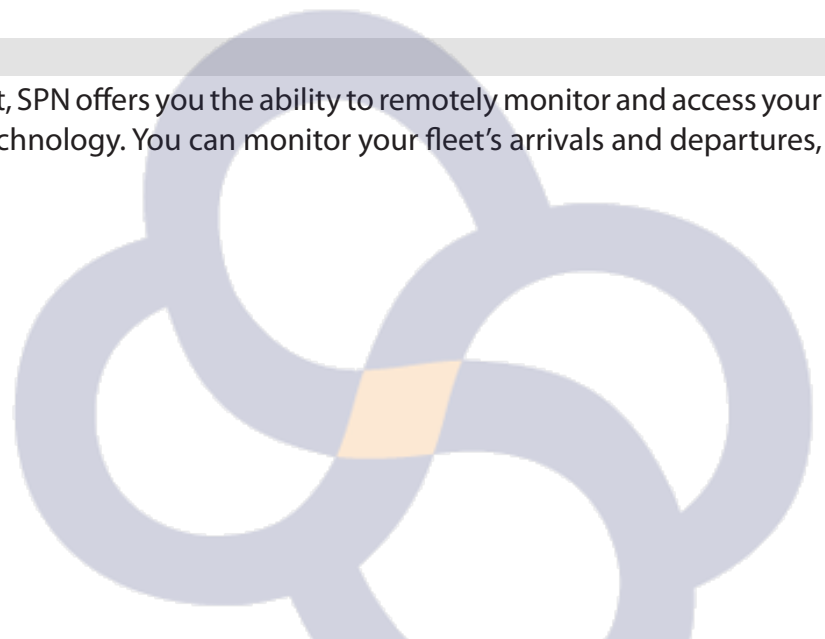 t, SPN offers you the ability to remotely monitor and access your
chnology. You can monitor your fleet’s arrivals and departures,